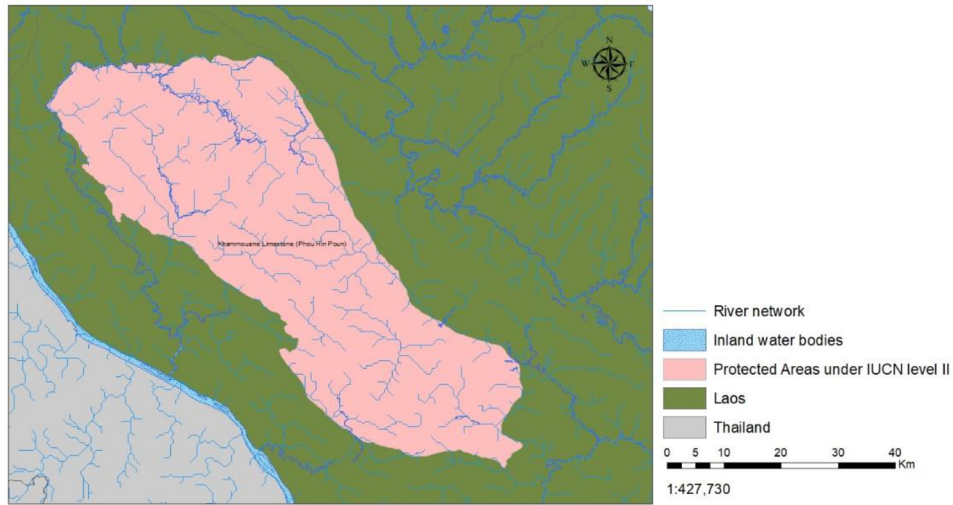 N
W E
S
Khammouane Limestone (Phou Hin Poun)
River network
Inland water bodies
Protected Areas under IUCN level II
Laos
Thailand
0 5 10 20 30 40
Km
1:427,730